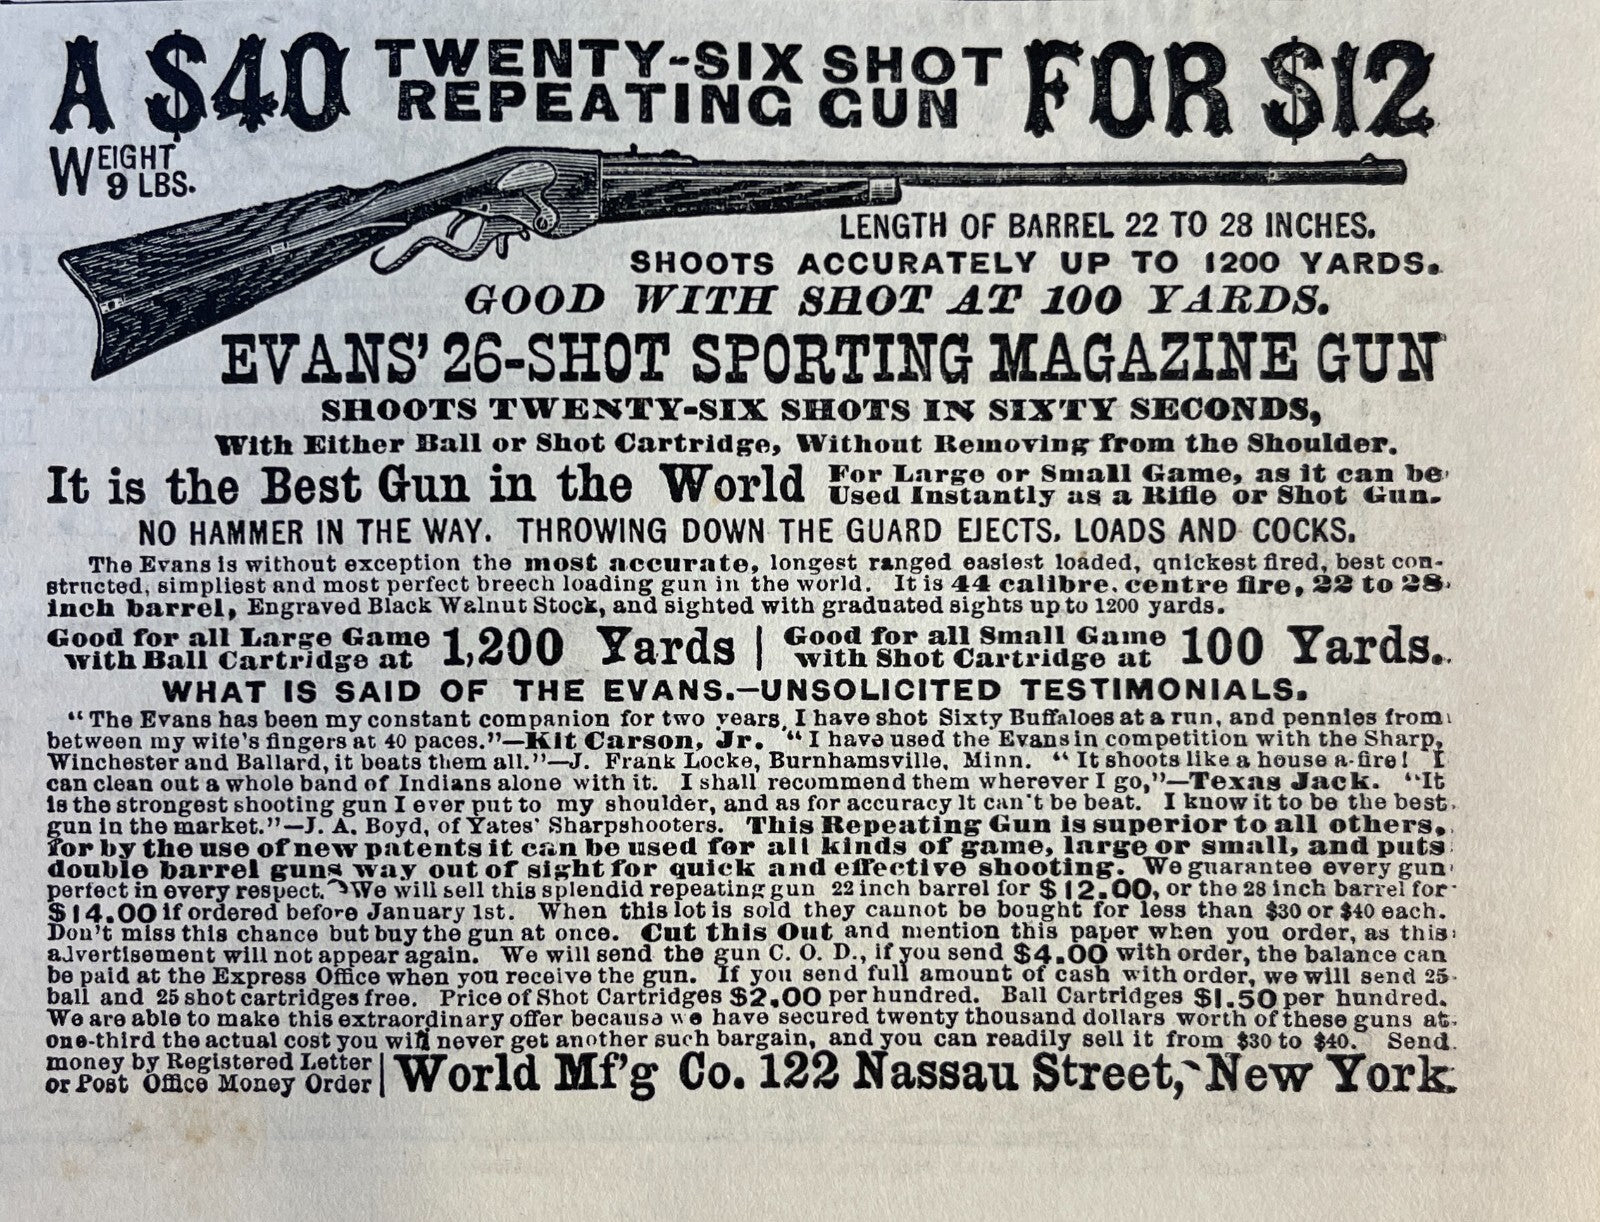 A $40 TWENTY-SIX SHOT REPEATING GUN FOR $12
WEIGHT 9 LBS.
LENGTH OF BARREL 22 TO 28 INCHES.
SHOOTS ACCURATELY UP TO 1200 YARDS.
GOOD WITH SHOT AT 100 YARDS.
EVANS' 26-SHOT SPORTING MAGAZINE GUN
SHOOTS TWENTY-SIX SHOTS IN SIXTY SECONDS,
With Either Ball or Shot Cartridge, Without Removing from the Shoulder.
It is the Best Gun in the World For Large or Small Game, as it can be Used Instantly as a Rifle or Shot Gun.
NO HAMMER IN THE WAY. THROWING DOWN THE GUARD EJECTS, LOADS AND COCKS.
The Evans is without exception the most accurate, longest ranged easiest loaded, qnickest fired, best con-
structed, simpliest and most perfect breech loading gun in the world. It is 44 calibre, centre fire, 22 to 28
inch barrel, Engraved Black Walnut Stock, and sighted with graduated sights up to 1200 yards.
Good for all Large Game with Ball Cartridge at 1,200 Yards | Good for all Small Game with Shot Cartridge at 100 Yards.
WHAT IS SAID OF THE EVANS.—UNSOLICITED TESTIMONIALS.
"The Evans has been my constant companion for two years, I have shot Sixty Buffaloes at a run, and pennies from
between my wife's fingers at 40 paces."—Kit Carson, Jr. "I have used the Evans in competition with the Sharp,
Winchester and Ballard, it beats them all."—J. Frank Locke, Burnhamsville, Minn. "It shoots like a house a-fire! I
can clean out a whole band of Indians alone with it. I shall recommend them wherever I go,"—Texas Jack. "It
is the strongest shooting gun I ever put to my shoulder, and as for accuracy it can't be beat. I know it to be the best
gun in the market."—J. A. Boyd, of Yates' Sharpshooters. This Repeating Gun is superior to all others,
for by the use of new patents it can be used for all kinds of game, large or small, and puts
double barrel guns way out of sight for quick and effective shooting. We guarantee every gun
perfect in every respect. We will sell this splendid repeating gun 22 inch barrel for $12.00, or the 28 inch barrel for
$14.00 if ordered before January 1st. When this lot is sold they cannot be bought for less than $30 or $40 each.
Don't miss this chance but buy the gun at once. Cut this Out and mention this paper when you order, as this
advertisement will not appear again. We will send the gun C. O. D., if you send $4.00 with order, the balance can
be paid at the Express Office when you receive the gun. If you send full amount of cash with order, we will send 25
ball and 25 shot cartridges free. Price of Shot Cartridges $2.00 per hundred. Ball Cartridges $1.50 per hundred.
We are able to make this extraordinary offer because we have secured twenty thousand dollars worth of these guns at
one-third the actual cost you will never get another such bargain, and you can readily sell it from $30 to $40. Send
money by Registered Letter or Post Office Money Order | World Mf'g Co. 122 Nassau Street, New York.